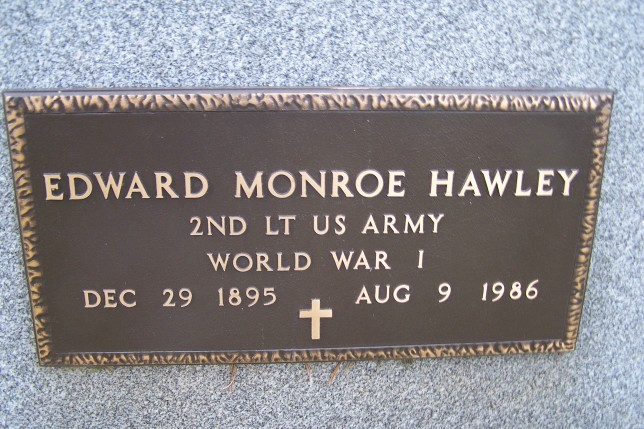 EDWARD MONROE HAWLEY
2ND LT US ARMY
WORLD WAR I
DEC 29 1895 AUG 9 1986